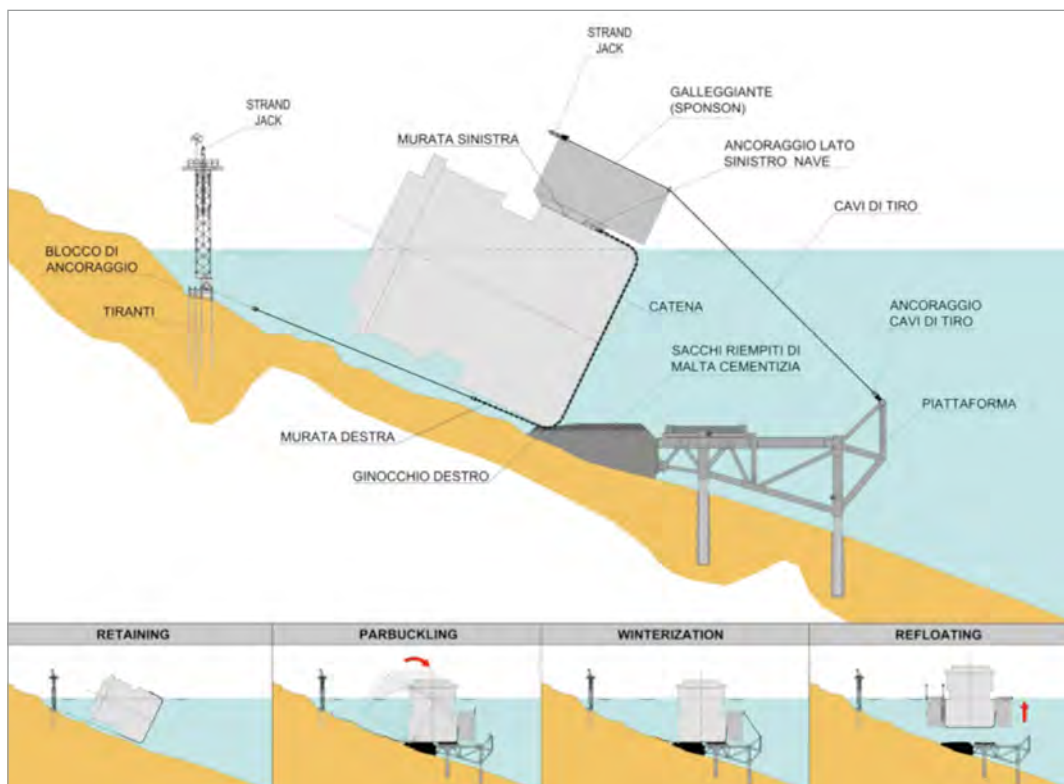 STRAND
JACK
GALLEGGIANTE
(SPONSON)
STRAND
JACK
MURATA SINISTRA
ANCORAGGIO LATO
SINISTRO NAVE
CAVI DI TIRO
BLOCCO DI
ANCORAGGIO
TIRANTI
CATENA
ANCORAGGIO
CAVI DI TIRO
SACCHI RIEMPITI DI
MALTA CEMENTIZIA
PIATTAFORMA
MURATA DESTRA
GINOCCHIO DESTRO
RETAINING
PARBUCKLING
WINTERIZATION
REFLOATING